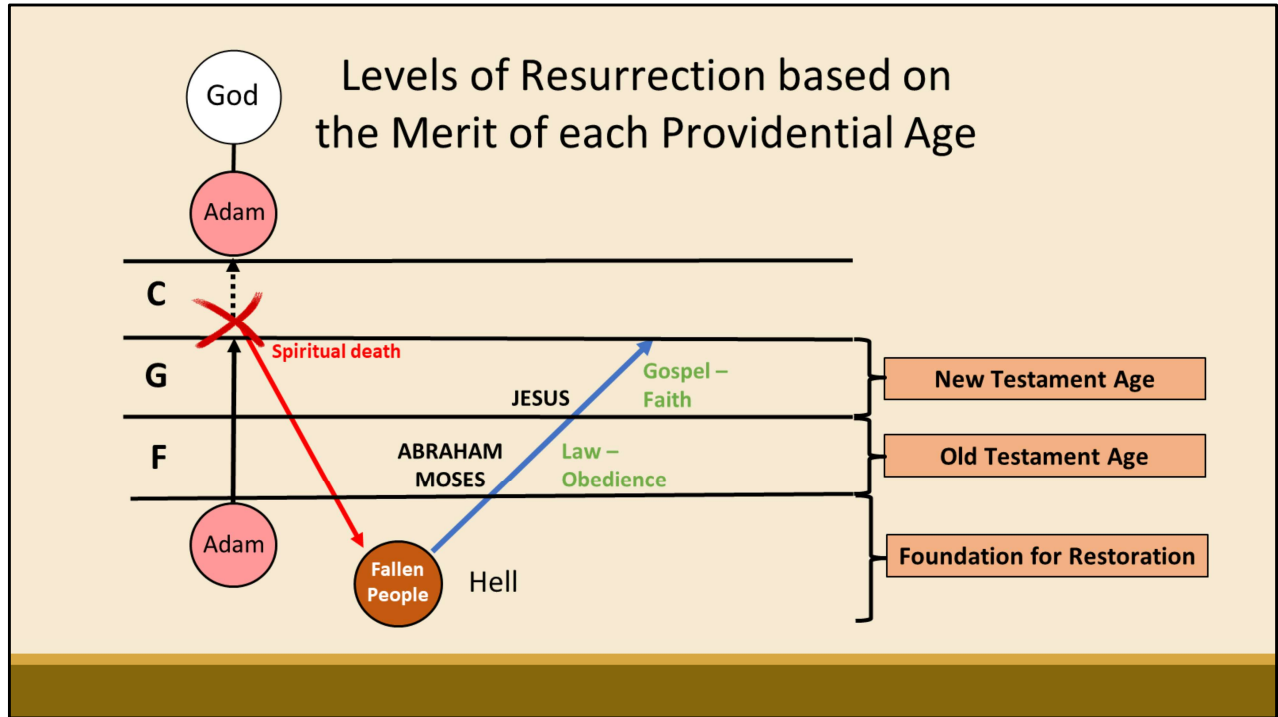 God
Levels of Resurrection based on
the Merit of each Providential Age
Adam
C
Spiritual death
G
JESUS
Gospel –
Faith
New Testament Age
F
ABRAHAM
MOSES
Law –
Obedience
Old Testament Age
Adam
Fallen
People
Hell
Foundation for Restoration